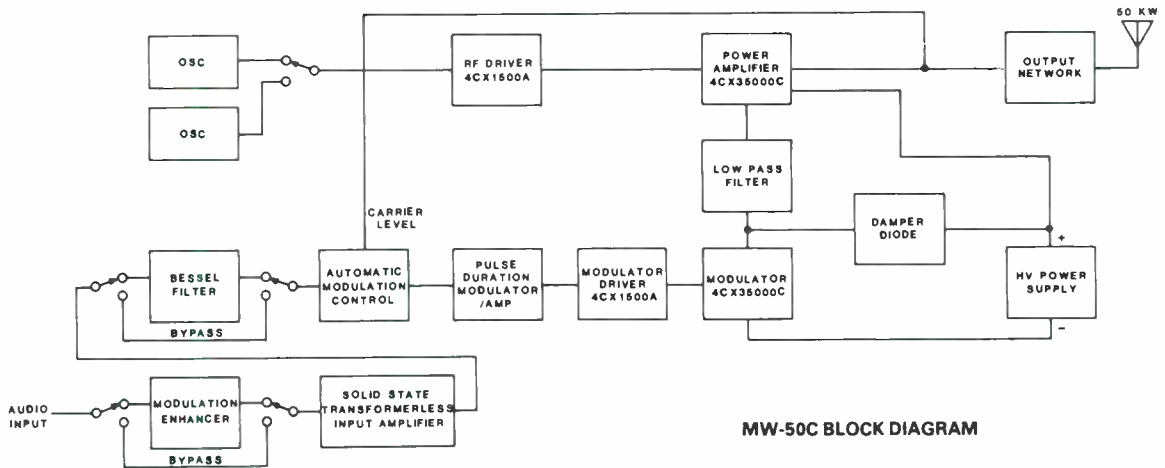 50 KW
OSC
RF DRIVER
4CX1500A
POWER
AMPLIFIER
4CX35000C
OUTPUT
NETWORK
OSC
LOW PASS
FILTER
CARRIER
LEVEL
DAMPER
DIODE
+
BESSEL
FILTER
AUTOMATIC
MODULATION
CONTROL
PULSE
DURATION
MODULATOR
/AMP
MODULATOR
DRIVER
4CX1500A
MODULATOR
4CX35000C
HV POWER
SUPPLY
-
BYPASS
AUDIO
INPUT
MODULATION
ENHANCER
SOLID STATE
TRANSFORMERLESS
INPUT AMPLIFIER
BYPASS
MW-50C BLOCK DIAGRAM